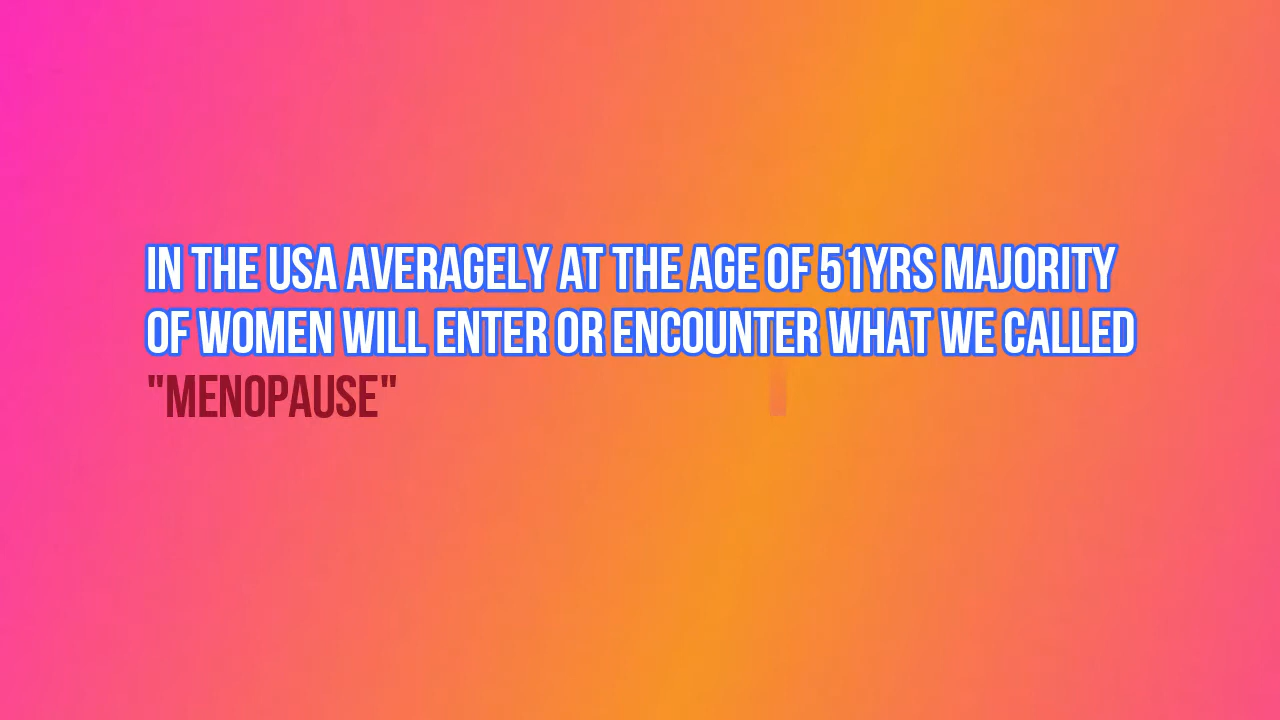 IN THE USA AVERAGELY AT THE AGE OF 51YRS MAJORITY
OF WOMEN WILL ENTER OR ENCOUNTER WHAT WE CALLED
"MENOPAUSE"